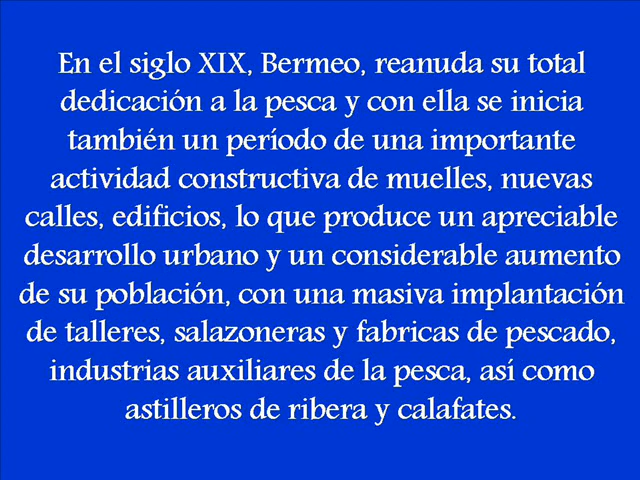 En el siglo XIX, Bermeo, reanuda su total
dedicación a la pesca y con ella se inicia
también un período de una importante
actividad constructiva de muelles, nuevas
calles, edificios, lo que produce un apreciable
desarrollo urbano y un considerable aumento
de su población, con una masiva implantación
de talleres, salazoneras y fabricas de pescado,
industrias auxiliares de la pesca, así como
astilleros de ribera y calafates.